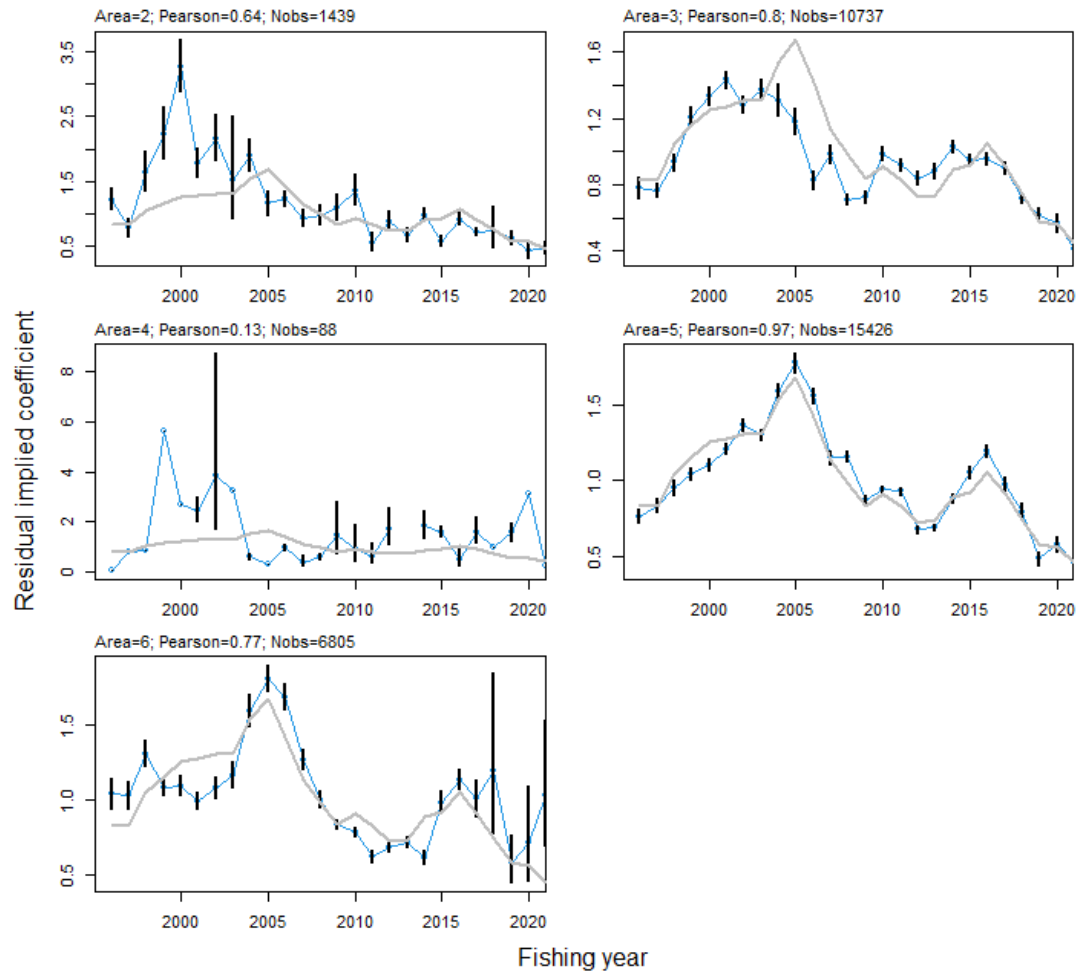 Area=2; Pearson=0.64; Nobs=1439
3.5
2.5
1.5
0.5
2000 2005 2010 2015 2020
Area=3; Pearson=0.8; Nobs=10737
1.6
1.2
0.8
0.4
2000 2005 2010 2015 2020
Area=4; Pearson=0.13; Nobs=88
8
6
4
2
0
2000 2005 2010 2015 2020
Area=5; Pearson=0.97; Nobs=15426
1.5
1.0
0.5
2000 2005 2010 2015 2020
Area=6; Pearson=0.77; Nobs=6805
1.5
1.0
0.5
2000 2005 2010 2015 2020
Residual implied coefficient
Fishing year